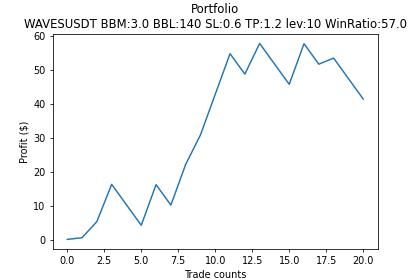 Portfolio
WAVESUSDT BBM:3.0 BBL:140 SL:0.6 TP:1.2 lev:10 WinRatio:57.0
60
50
40
30
20
10
0
Profit ($)
0.0 2.5 5.0 7.5 10.0 12.5 15.0 17.5 20.0
Trade counts